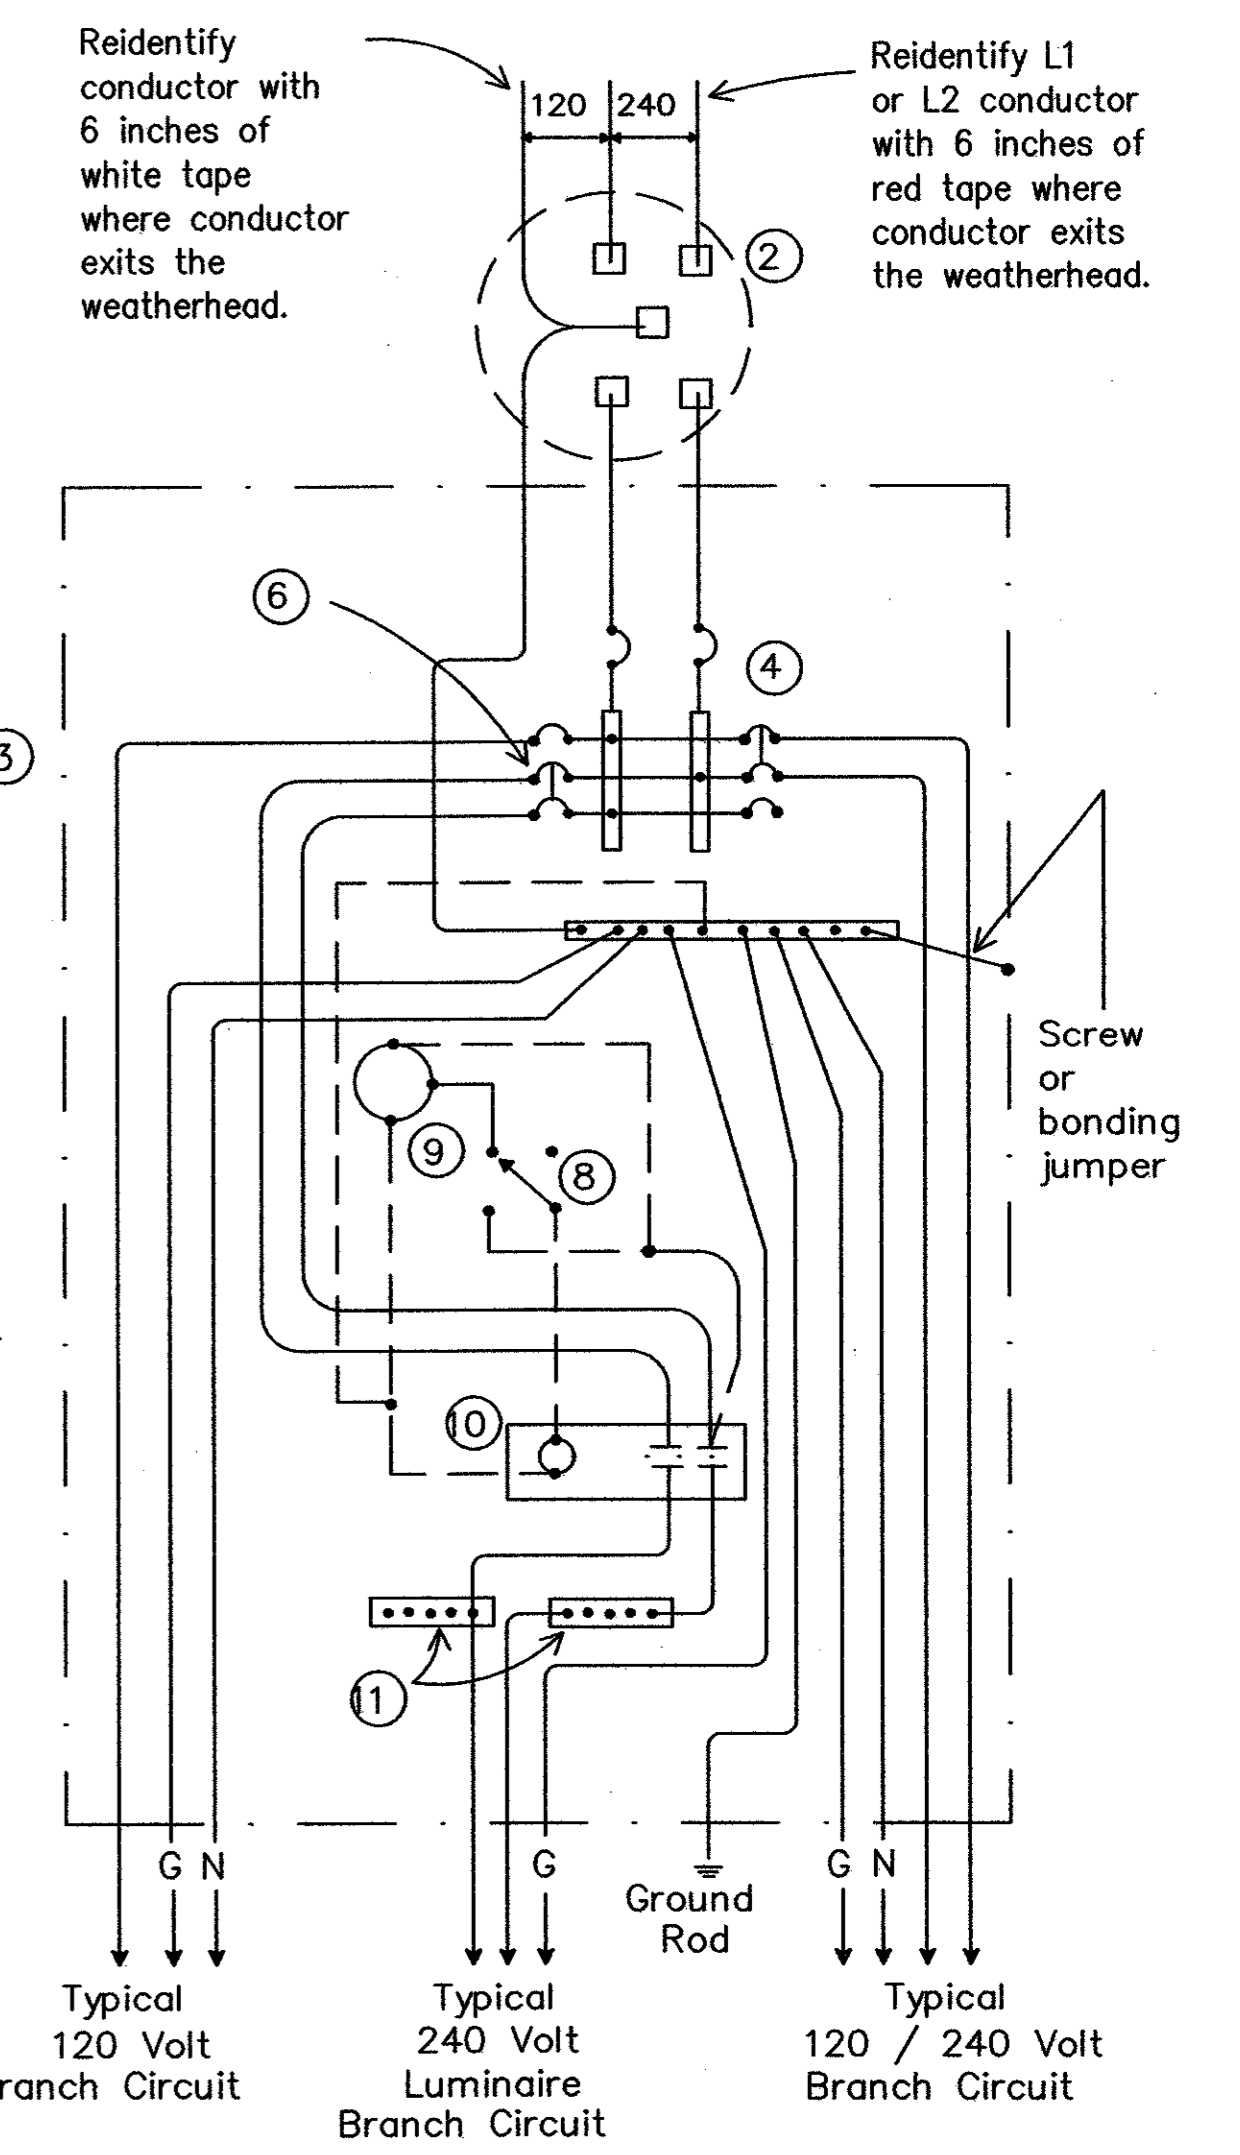 Reidentify
conductor with
6 inches of
white tape
where conductor
exits the
weatherhead.
120 240
Reidentify L1
or L2 conductor
with 6 inches of
red tape where
conductor exits
the weatherhead.
2
6
4
3
Screw
or
bonding
jumper
9
8
10
11
G N
G
G N
Ground
Rod
Typical
120 Volt
ranch Circuit
Typical
240 Volt
Luminaire
Branch Circuit
Typical
120 / 240 Volt
Branch Circuit